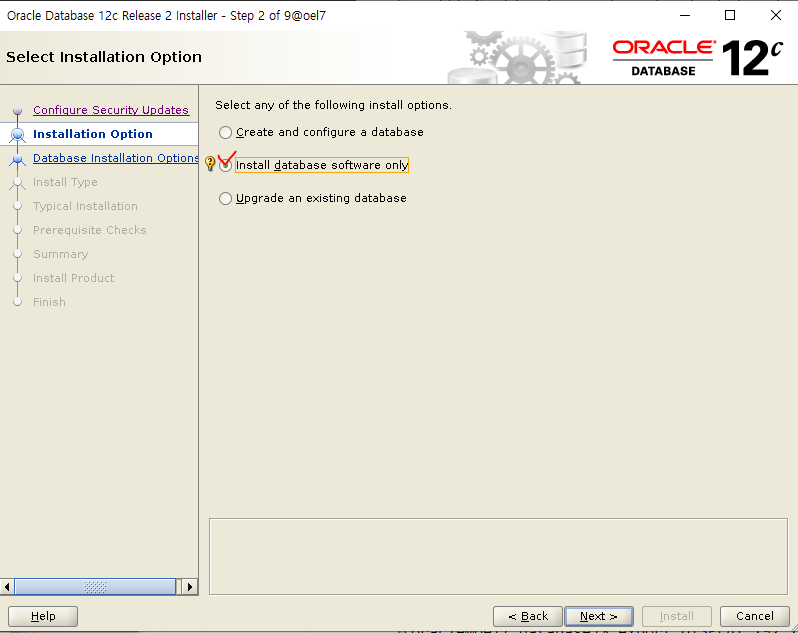 Oracle Database 12c Release 2 Installer - Step 2 of 9@oel7
Select Installation Option
ORACLE
DATABASE
12c
Configure Security Updates
Installation Option
Database Installation Options
Install Type
Typical Installation
Prerequisite Checks
Summary
Install Product
Finish
Select any of the following install options.
Create and configure a database
Install database software only
Upgrade an existing database
Help
< Back
Next >
Install
Cancel